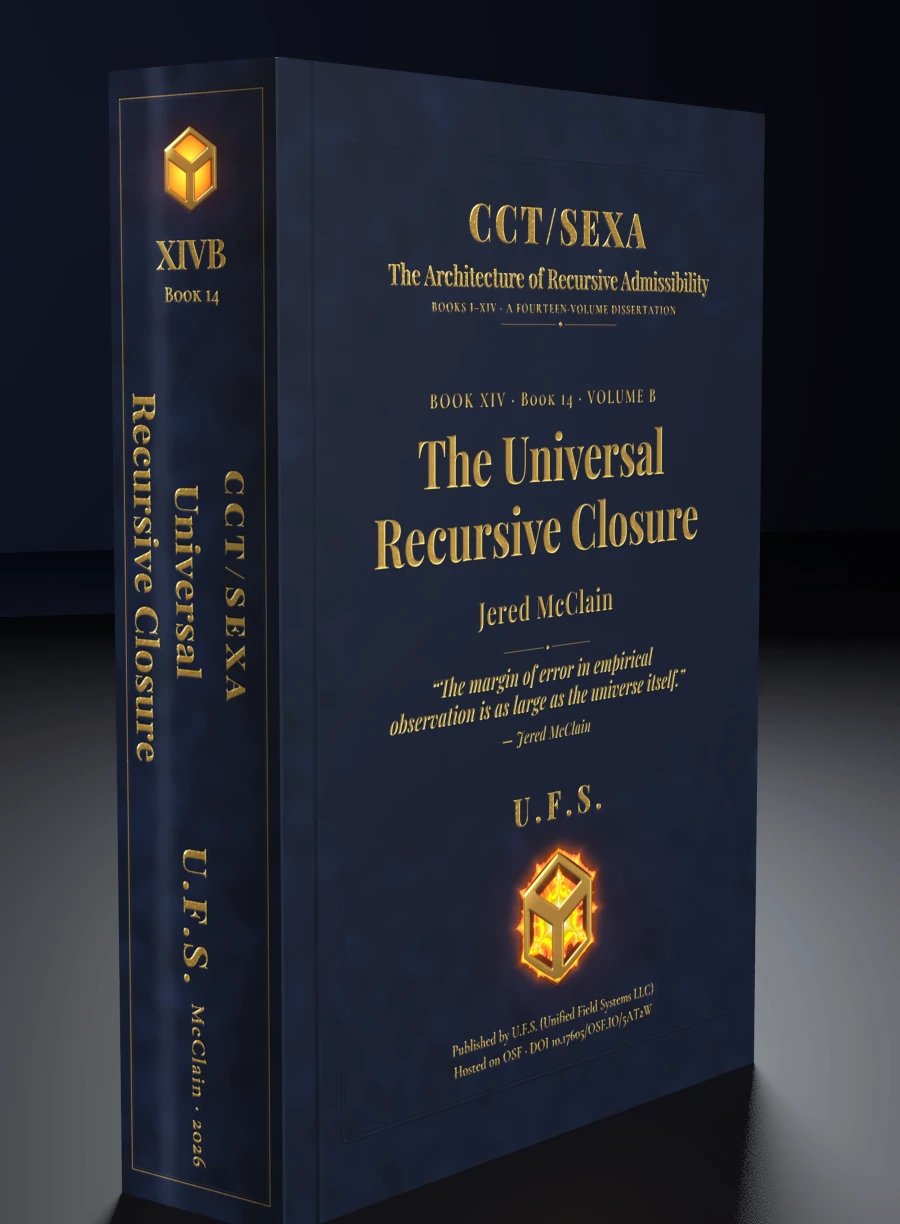 XIVB
Book 14
CCT/SEXA
Universal
Recursive Closure
U.F.S.
McClain · 2026
CCT/SEXA
The Architecture of Recursive Admissibility
BOOKS I–XIV · A FOURTEEN-VOLUME DISSERTATION
BOOK XIV · Book 14 · VOLUME B
The Universal
Recursive Closure
Jered McClain
“The margin of error in empirical
observation is as large as the universe itself.”
— Jered McClain
U.F.S.
Published by U.F.S. (Unified Field Systems LLC)
Hosted on OSF · DOI 10.17605/OSF.IO/5AT2W